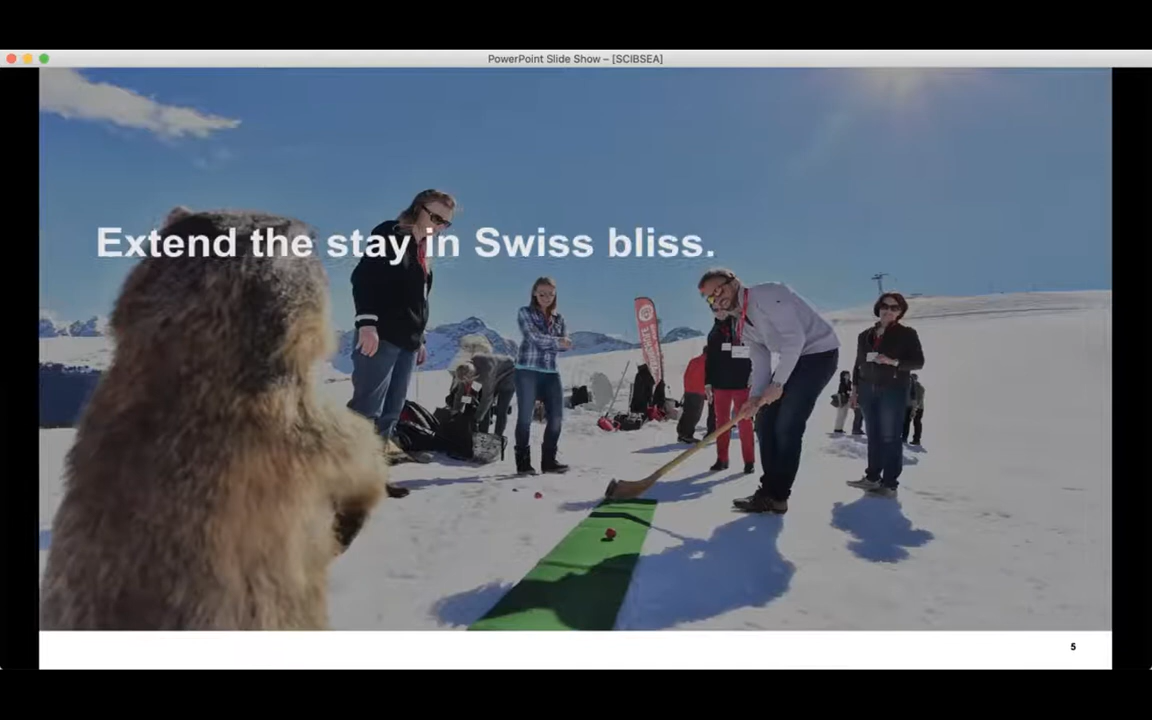 PowerPoint Slide Show – [SCIBSEA]
Extend the stay in Swiss bliss.
5